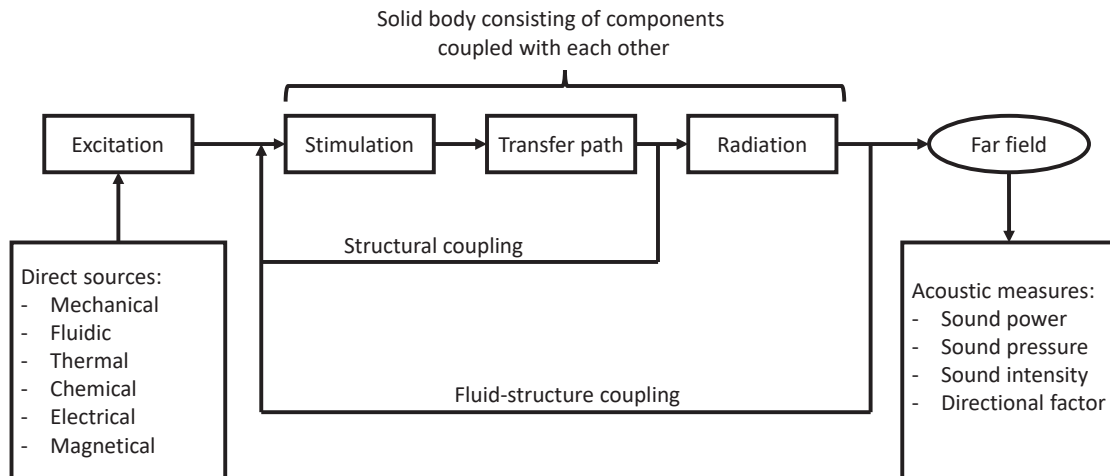 Solid body consisting of components
coupled with each other
Excitation
Stimulation
Transfer path
Radiation
Far field
Structural coupling
Fluid-structure coupling
Direct sources:
- Mechanical
- Fluidic
- Thermal
- Chemical
- Electrical
- Magnetical
Acoustic measures:
- Sound power
- Sound pressure
- Sound intensity
- Directional factor